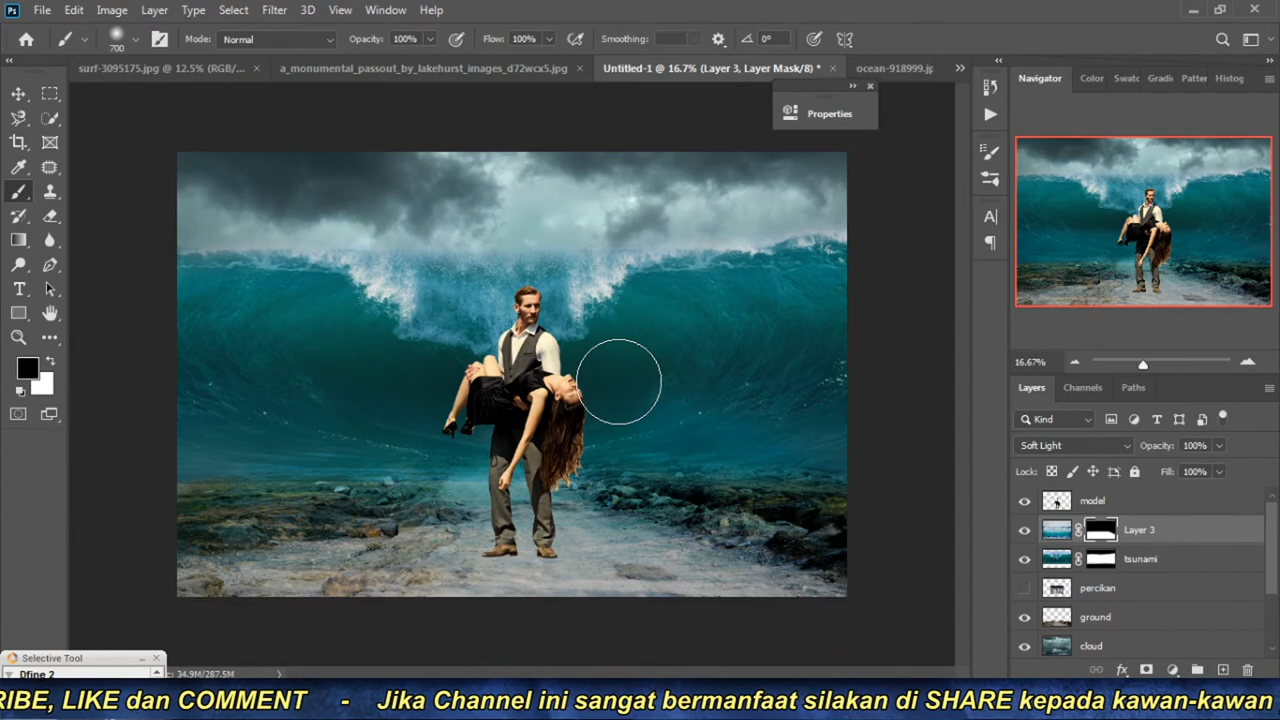 Ps File Edit Image Layer Type Select Filter 3D View Window Help
700 Mode: Normal Opacity: 100% Flow: 100% Smoothing: 0°
surf-3095175.jpg @ 12.5% (RGB/... × a_monumental_passout_by_lakehurst_images_d72wcx5.jpg × Untitled-1 @ 16.7% (Layer 3, Layer Mask/8) * × ocean-918999.jp
Properties
Navigator Color Swatc Gradi Patter Histog
16.67%
Layers Channels Paths
Kind
Soft Light Opacity: 100%
Lock: Fill: 100%
model
Layer 3
tsunami
percikan
ground
cloud
Selective Tool
Dfine 2
: 34.9M/287.5M
RIBE, LIKE dan COMMENT - Jika Channel ini sangat bermanfaat silakan di SHARE kepada kawan-kawan